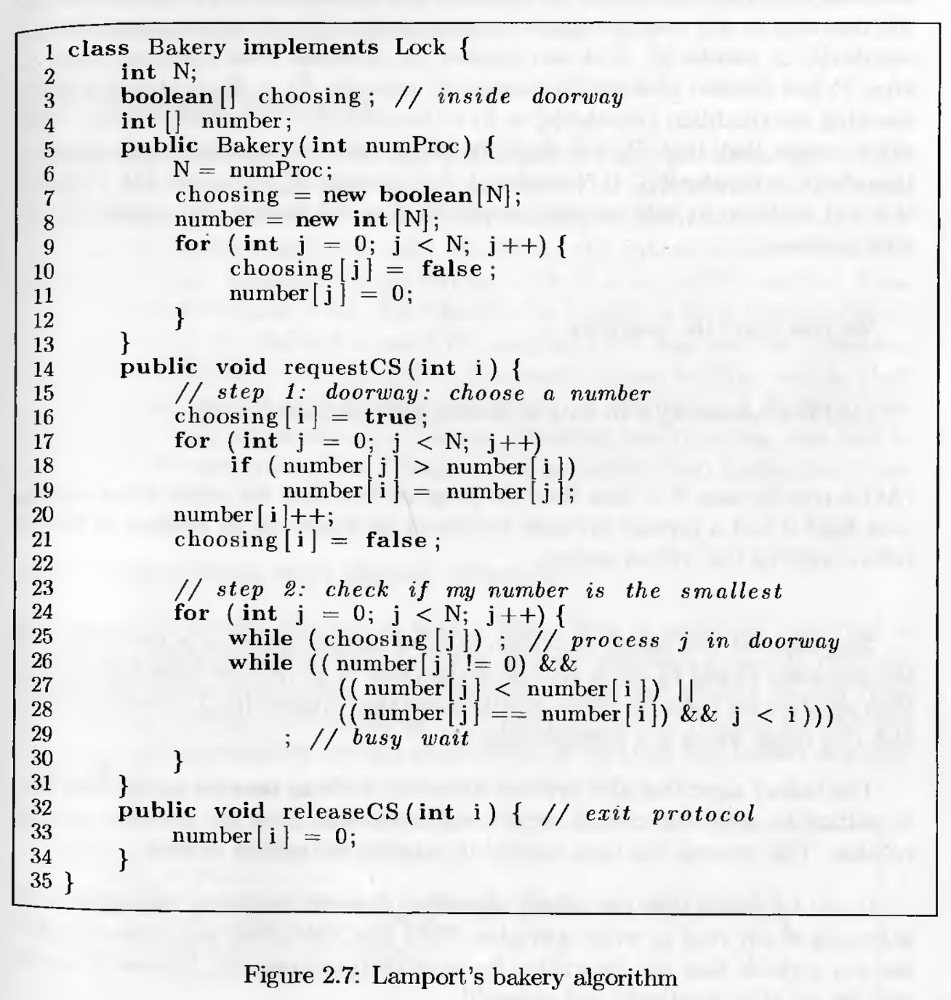 1 class Bakery implements Lock {
2 int N;
3 boolean[] choosing; // inside doorway
4 int[] number;
5 public Bakery(int numProc) {
6 N = numProc;
7 choosing = new boolean[N];
8 number = new int[N];
9 for (int j = 0; j < N; j++) {
10 choosing[j] = false;
11 number[j] = 0;
12 }
13 }
14 public void requestCS(int i) {
15 // step 1: doorway: choose a number
16 choosing[i] = true;
17 for (int j = 0; j < N; j++)
18 if (number[j] > number[i])
19 number[i] = number[j];
20 number[i]++;
21 choosing[i] = false;
22
23 // step 2: check if my number is the smallest
24 for (int j = 0; j < N; j++) {
25 while (choosing[j]) ; // process j in doorway
26 while ((number[j] != 0) &&
27 ((number[j] < number[i]) ||
28 ((number[j] == number[i]) && j < i)))
29 ; // busy wait
30 }
31 }
32 public void releaseCS(int i) { // exit protocol
33 number[i] = 0;
34 }
35 }
Figure 2.7: Lamport's bakery algorithm